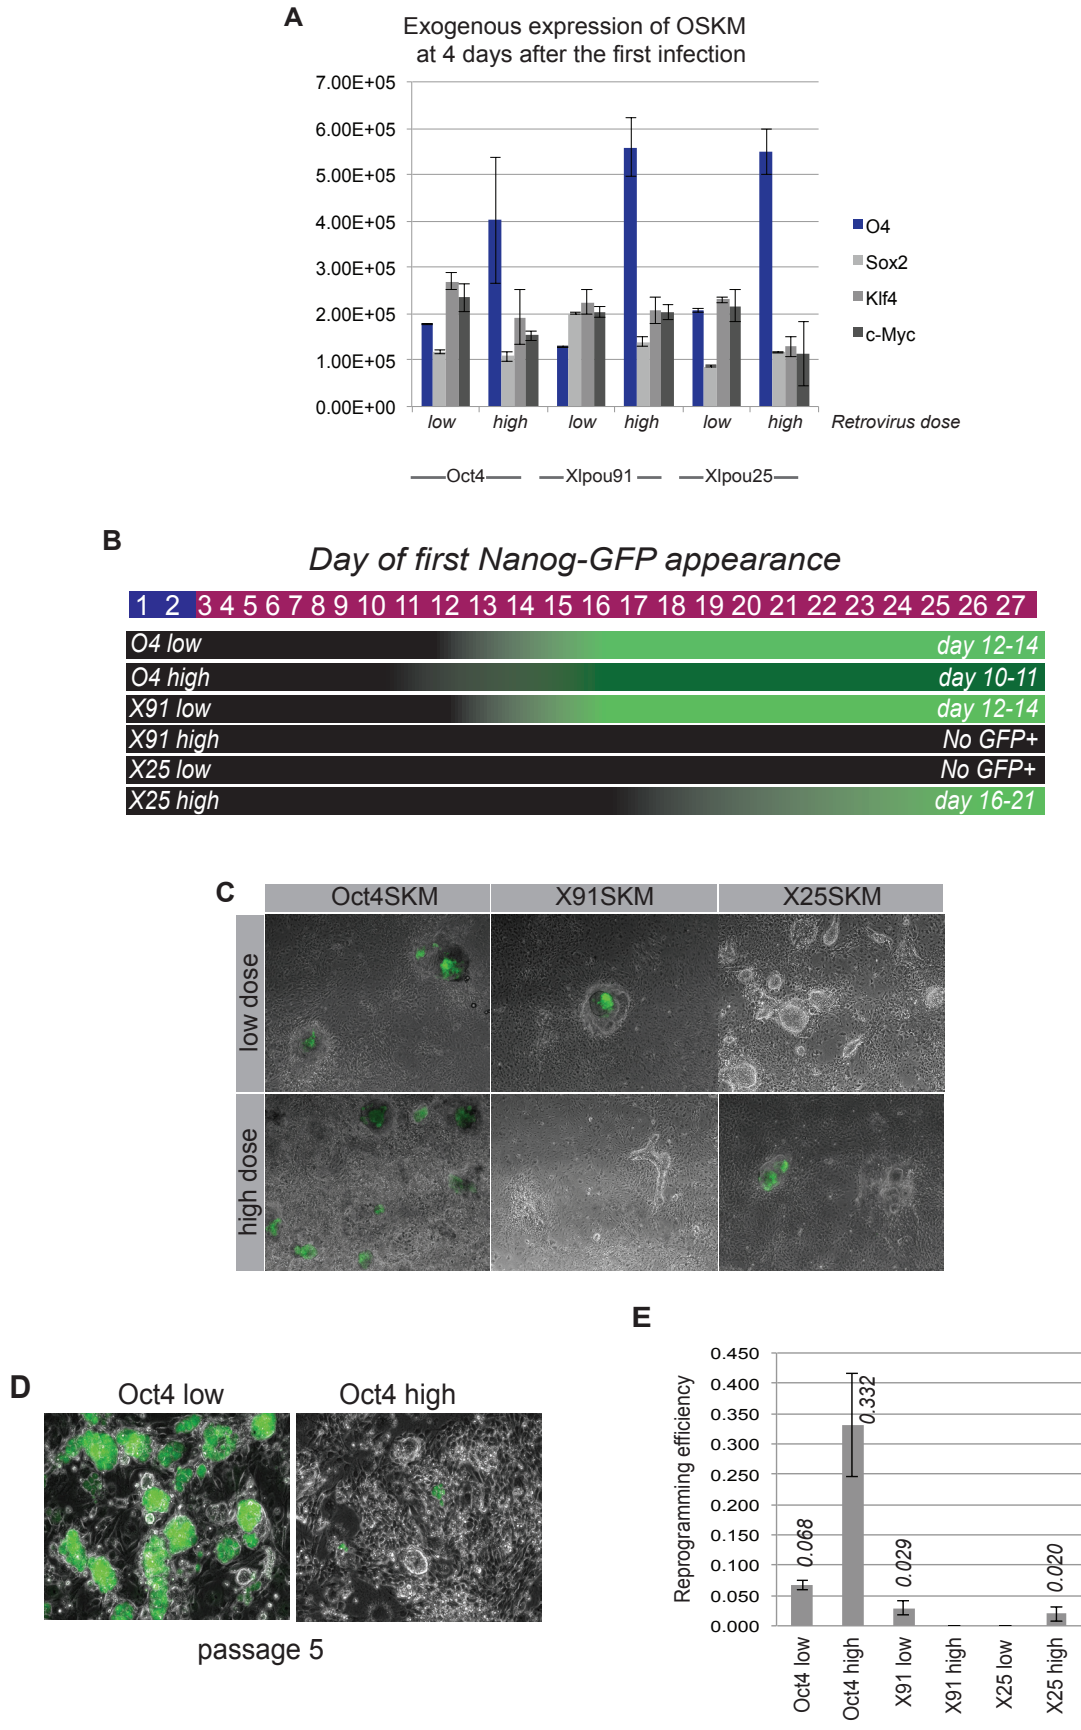 A
Exogenous expression of OSKM
at 4 days after the first infection
7.00E+05
6.00E+05
5.00E+05
4.00E+05
3.00E+05
2.00E+05
1.00E+05
0.00E+00
O4
Sox2
Klf4
c-Myc
low high low high low high Retrovirus dose
Oct4 Xlpou91 Xlpou25
B
Day of first Nanog-GFP appearance
1 2 3 4 5 6 7 8 9 10 11 12 13 14 15 16 17 18 19 20 21 22 23 24 25 26 27
O4 low day 12-14
O4 high day 10-11
X91 low day 12-14
X91 high No GFP+
X25 low No GFP+
X25 high day 16-21
C
Oct4SKM X91SKM X25SKM
low dose
high dose
D
Oct4 low Oct4 high
passage 5
E
Reprogramming efficiency
0.450
0.400
0.350
0.300
0.250
0.200
0.150
0.100
0.050
0.000
0.068
0.332
0.029
0.020
Oct4 low
Oct4 high
X91 low
X91 high
X25 low
X25 high